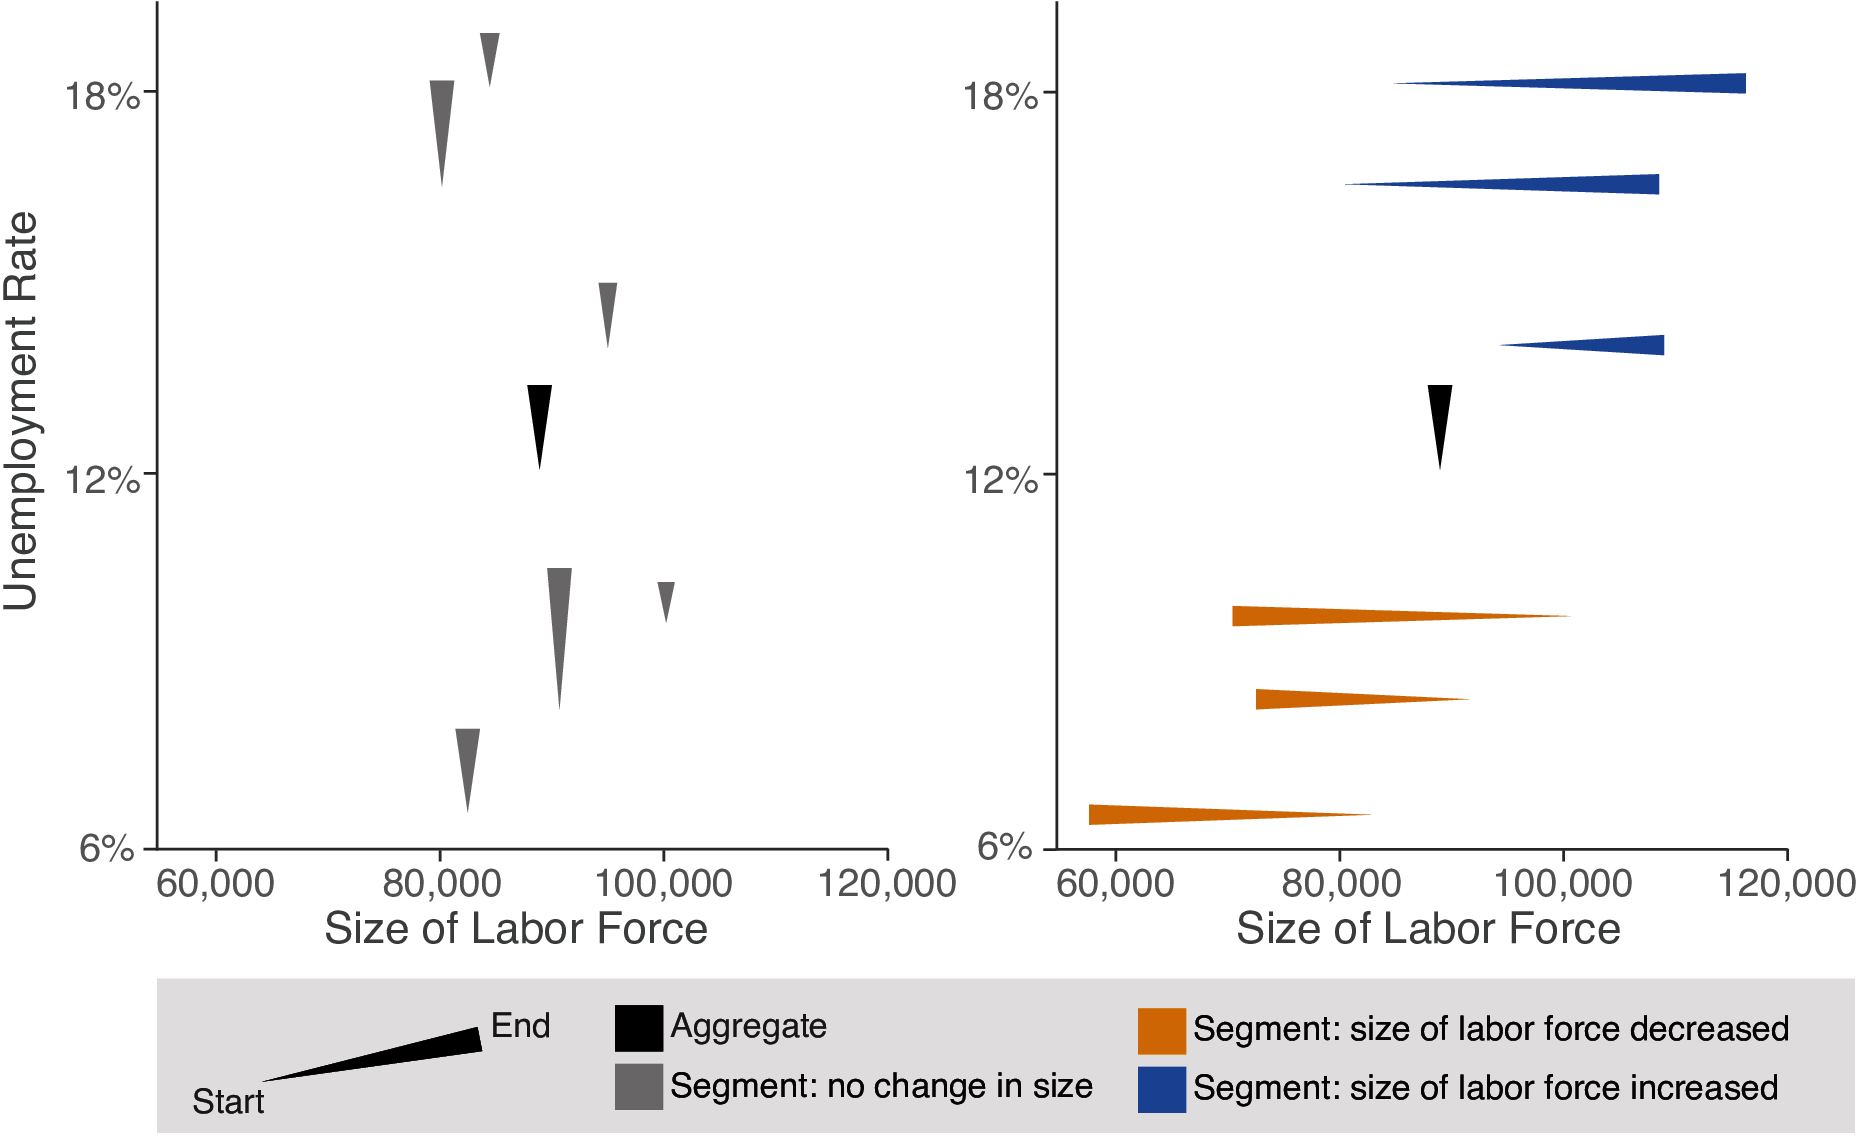 Unemployment Rate
18%
12%
6%
60,000 80,000 100,000 120,000
Size of Labor Force
18%
12%
6%
60,000 80,000 100,000 120,000
Size of Labor Force
Start
End
Aggregate
Segment: no change in size
Segment: size of labor force decreased
Segment: size of labor force increased